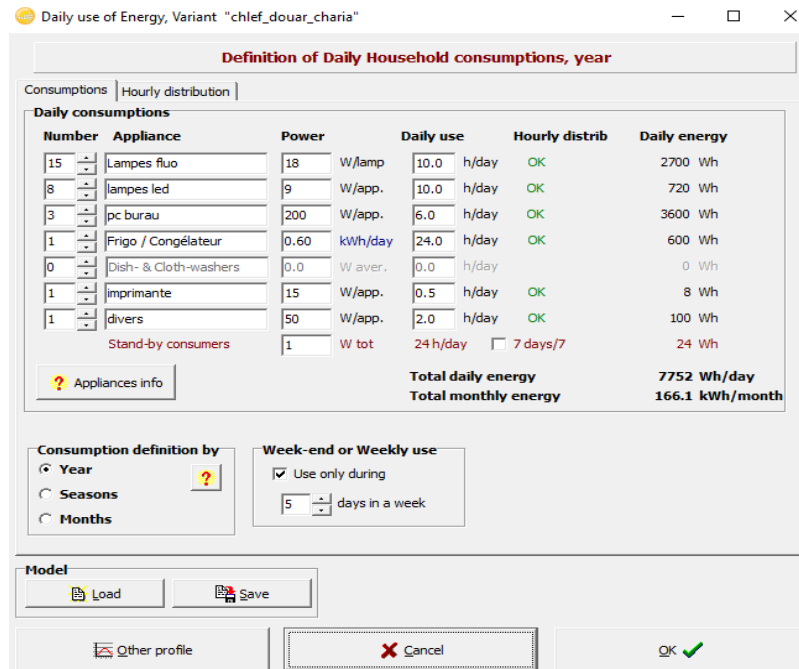 Daily use of Energy, Variant "chlef_douar_charia"
Definition of Daily Household consumptions, year
Consumptions Hourly distribution
Daily consumptions
Number Appliance Power Daily use Hourly distrib Daily energy
15 Lampes fluo 18 W/lamp 10.0 h/day OK 2700 Wh
8 lampes led 9 W/app. 10.0 h/day OK 720 Wh
3 pc burau 200 W/app. 6.0 h/day OK 3600 Wh
1 Frigo / Congélateur 0.60 kWh/day 24.0 h/day OK 600 Wh
0 Dish- & Cloth-washers 0.0 W aver. 0.0 h/day 0 Wh
1 imprimante 15 W/app. 0.5 h/day OK 8 Wh
1 divers 50 W/app. 2.0 h/day OK 100 Wh
Stand-by consumers 1 W tot 24 h/day 7 days/7 24 Wh
? Appliances info
Total daily energy 7752 Wh/day
Total monthly energy 166.1 kWh/month
Consumption definition by
Year
?
Seasons
Months
Week-end or Weekly use
Use only during
5 days in a week
Model
Load Save
Other profile Cancel OK